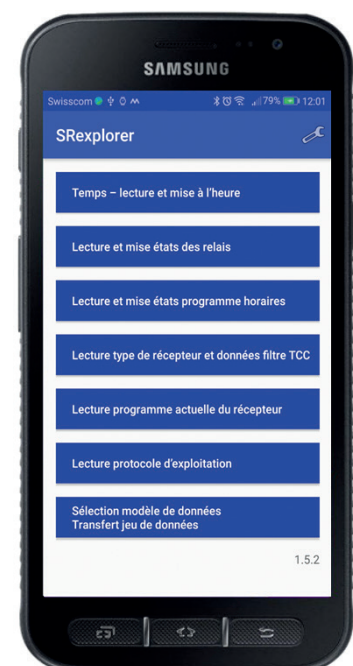 SAMSUNG
Swisscom 79% 12:01
SRexplorer
Temps – lecture et mise à l'heure
Lecture et mise états des relais
Lecture et mise états programme horaires
Lecture type de récepteur et données filtre TCC
Lecture programme actuelle du récepteur
Lecture protocole d'exploitation
Sélection modèle de données
Transfert jeu de données
1.5.2